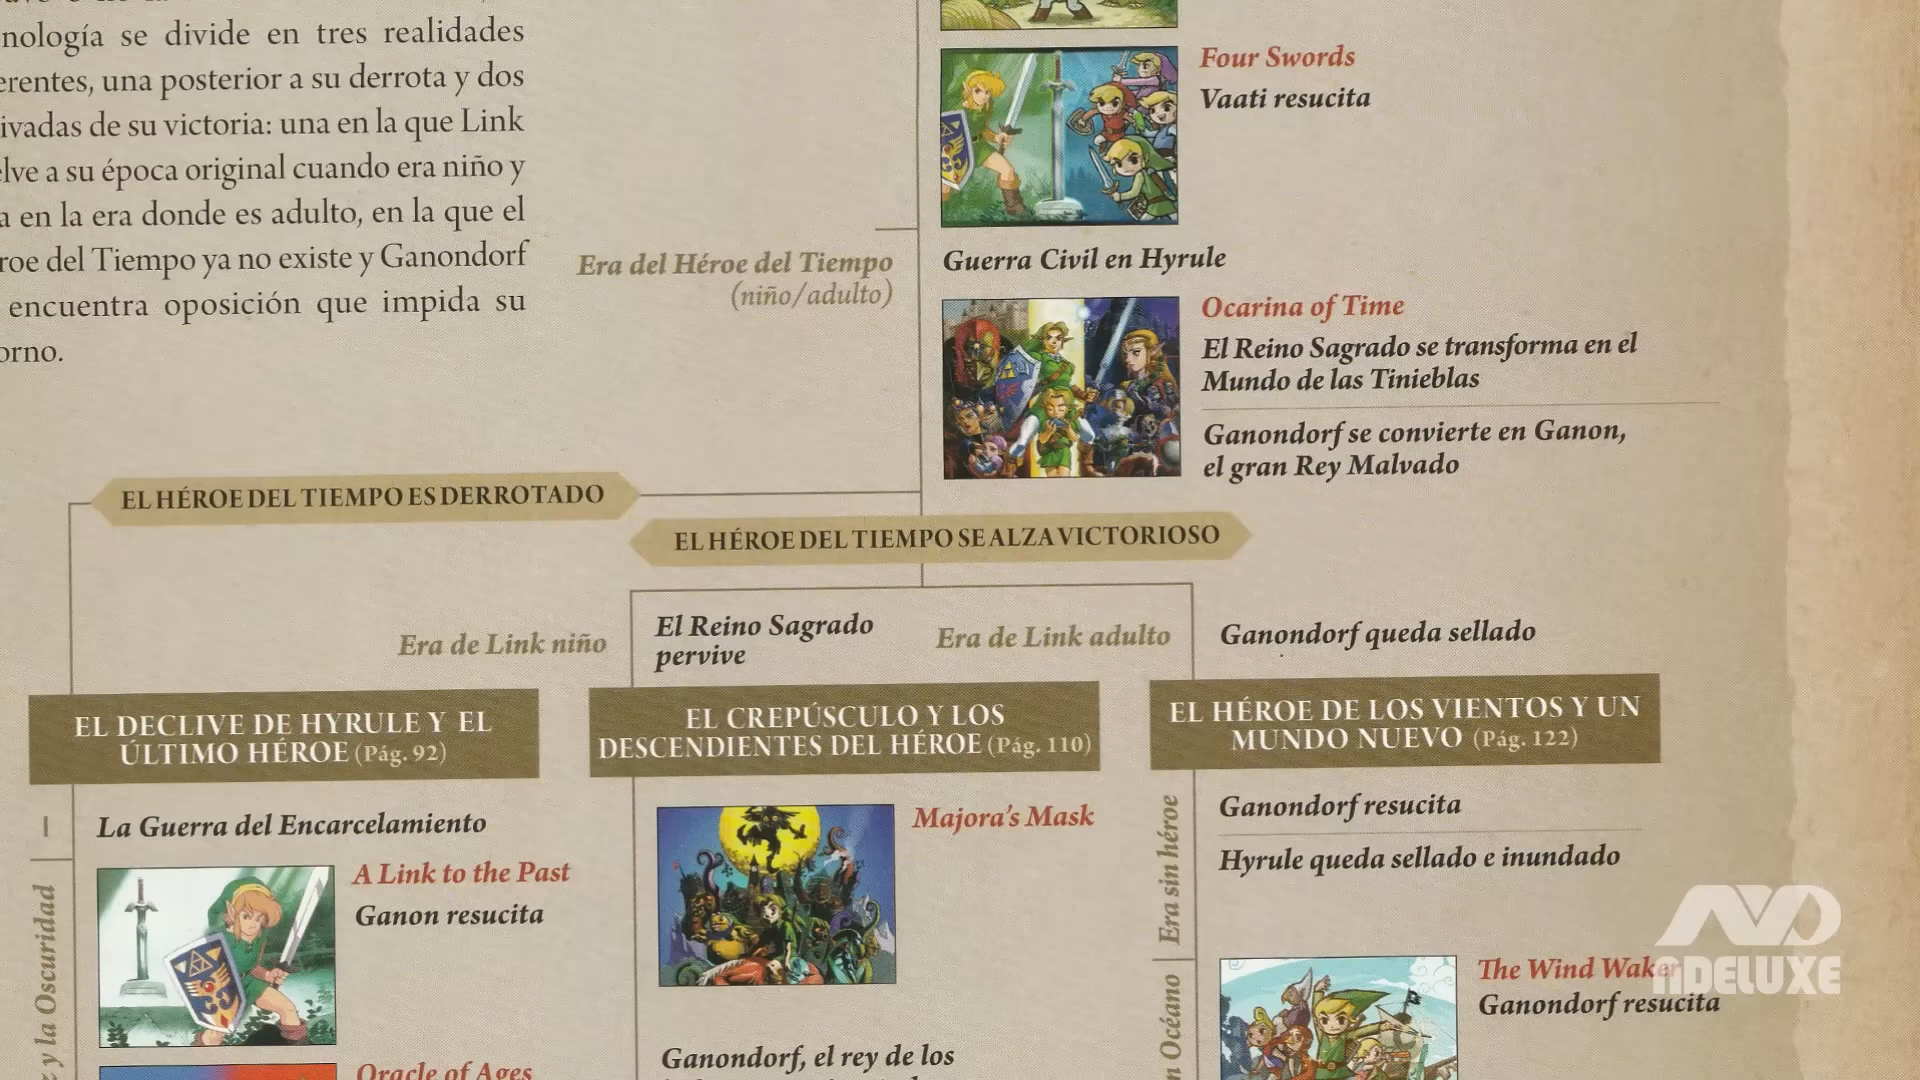 nología se divide en tres realidades
erentes, una posterior a su derrota y dos
ivadas de su victoria: una en la que Link
elve a su época original cuando era niño y
a en la era donde es adulto, en la que el
roe del Tiempo ya no existe y Ganondorf
encuentra oposición que impida su
orno.
Four Swords
Vaati resucita
Era del Héroe del Tiempo
(niño/adulto)
Guerra Civil en Hyrule
Ocarina of Time
El Reino Sagrado se transforma en el
Mundo de las Tinieblas
Ganondorf se convierte en Ganon,
el gran Rey Malvado
EL HÉROE DEL TIEMPO ES DERROTADO
EL HÉROE DEL TIEMPO SE ALZA VICTORIOSO
Era de Link niño
El Reino Sagrado
pervive
Era de Link adulto
Ganondorf queda sellado
EL DECLIVE DE HYRULE Y EL
ÚLTIMO HÉROE (Pág. 92)
EL CREPÚSCULO Y LOS
DESCENDIENTES DEL HÉROE (Pág. 110)
EL HÉROE DE LOS VIENTOS Y UN
MUNDO NUEVO (Pág. 122)
La Guerra del Encarcelamiento
A Link to the Past
Ganon resucita
z y la Oscuridad
Oracle of Ages
Majora's Mask
Ganondorf, el rey de los
Era sin héroe
n Océano
Ganondorf resucita
Hyrule queda sellado e inundado
The Wind Waker
Ganondorf resucita
NDELUXE